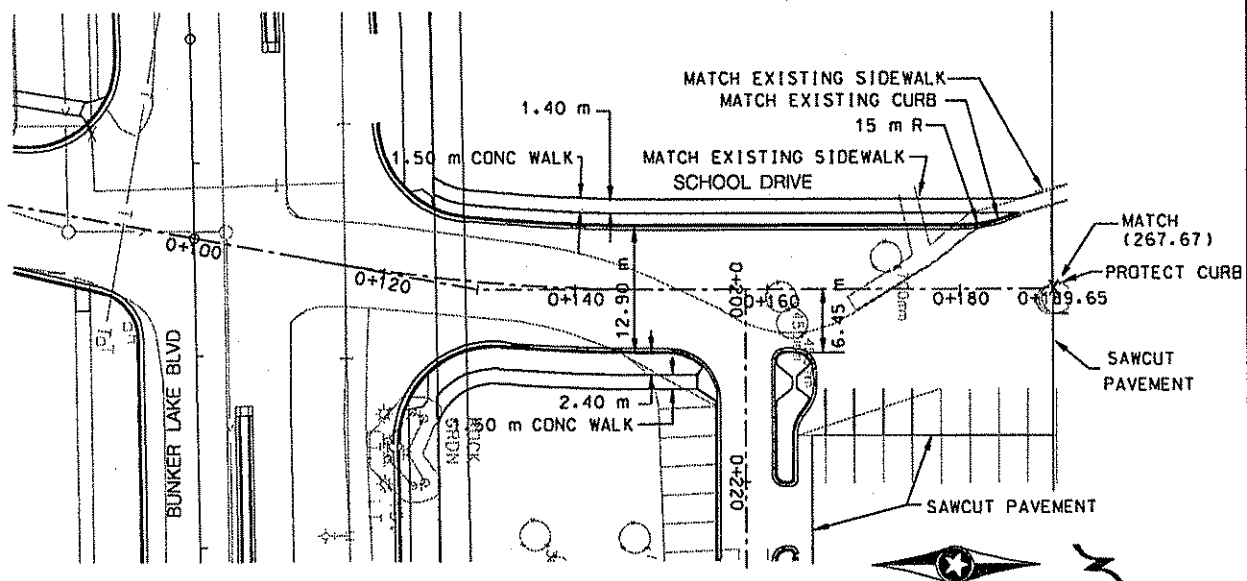 MATCH EXISTING SIDEWALK
MATCH EXISTING CURB
1.40 m
15 m R
1.50 m CONC WALK
MATCH EXISTING SIDEWALK
SCHOOL DRIVE
MATCH
(267.67)
PROTECT CURB
0+100
0+120
0+140
12.90 m
0+200
0+160
6.45 m
0+180
0+189.65
SAWCUT
PAVEMENT
2.40 m
1.50 m CONC WALK
BUNKER LAKE BLVD
0+220
SAWCUT PAVEMENT